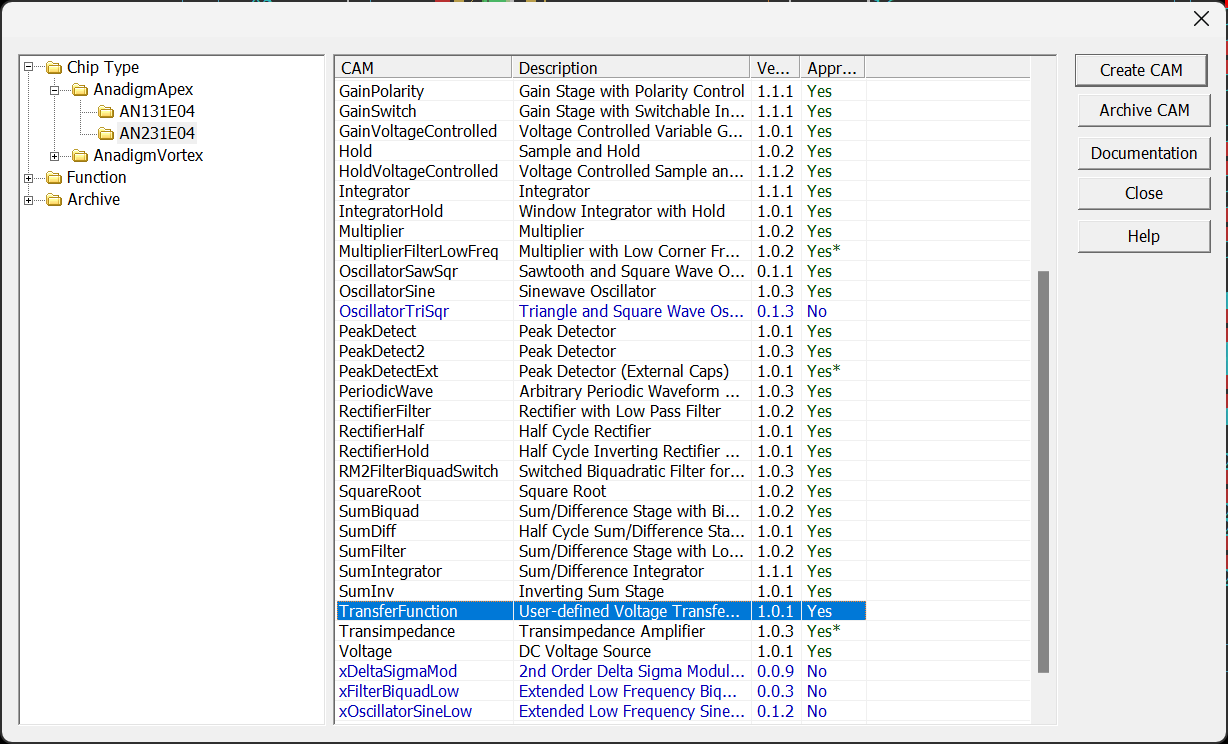 Chip Type
AnadigmApex
AN131E04
AN231E04
AnadigmVortex
Function
Archive
CAM Description Ve... Appr...
GainPolarity Gain Stage with Polarity Control 1.1.1 Yes
GainSwitch Gain Stage with Switchable In... 1.1.1 Yes
GainVoltageControlled Voltage Controlled Variable G... 1.0.1 Yes
Hold Sample and Hold 1.0.2 Yes
HoldVoltageControlled Voltage Controlled Sample an... 1.1.2 Yes
Integrator Integrator 1.1.1 Yes
IntegratorHold Window Integrator with Hold 1.0.1 Yes
Multiplier Multiplier 1.0.2 Yes
MultiplierFilterLowFreq Multiplier with Low Corner Fr... 1.0.2 Yes*
OscillatorSawSqr Sawtooth and Square Wave O... 0.1.1 Yes
OscillatorSine Sinewave Oscillator 1.0.3 Yes
OscillatorTriSqr Triangle and Square Wave Os... 0.1.3 No
PeakDetect Peak Detector 1.0.1 Yes
PeakDetect2 Peak Detector 1.0.3 Yes
PeakDetectExt Peak Detector (External Caps) 1.0.1 Yes*
PeriodicWave Arbitrary Periodic Waveform ... 1.0.3 Yes
RectifierFilter Rectifier with Low Pass Filter 1.0.2 Yes
RectifierHalf Half Cycle Rectifier 1.0.1 Yes
RectifierHold Half Cycle Inverting Rectifier ... 1.0.1 Yes
RM2FilterBiquadSwitch Switched Biquadratic Filter for... 1.0.3 Yes
SquareRoot Square Root 1.0.2 Yes
SumBiquad Sum/Difference Stage with Bi... 1.0.2 Yes
SumDiff Half Cycle Sum/Difference Sta... 1.0.1 Yes
SumFilter Sum/Difference Stage with Lo... 1.0.2 Yes
SumIntegrator Sum/Difference Integrator 1.1.1 Yes
SumInv Inverting Sum Stage 1.0.1 Yes
TransferFunction User-defined Voltage Transfe... 1.0.1 Yes
Transimpedance Transimpedance Amplifier 1.0.3 Yes*
Voltage DC Voltage Source 1.0.1 Yes
xDeltaSigmaMod 2nd Order Delta Sigma Modul... 0.0.9 No
xFilterBiquadLow Extended Low Frequency Biq... 0.0.3 No
xOscillatorSineLow Extended Low Frequency Sine... 0.1.2 No
Create CAM
Archive CAM
Documentation
Close
Help